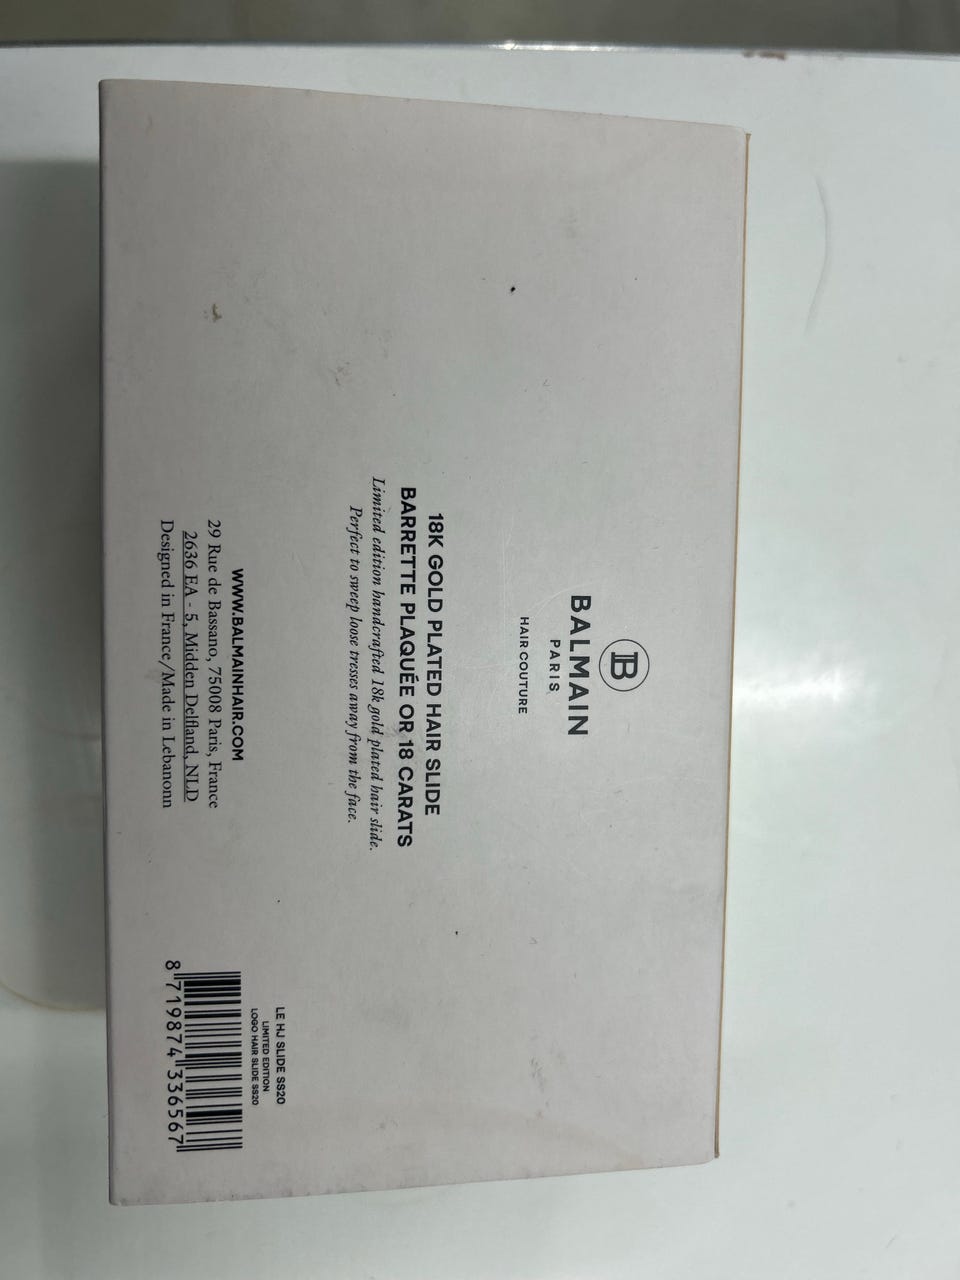 B
BALMAIN
PARIS
HAIR COUTURE
18K GOLD PLATED HAIR SLIDE
BARRETTE PLAQUÉE OR 18 CARATS
Limited edition handcrafted 18k gold plated hair slide.
Perfect to sweep loose tresses away from the face.
WWW.BALMAINHAIR.COM
29 Rue de Bassano, 75008 Paris, France
2636 EA - 5, Midden Delfland, NLD
Designed in France/Made in Lebanonn
LE HJ SLIDE SS20
LIMITED EDITION
LOGO HAIR SLIDE SS20
8 719874 336567